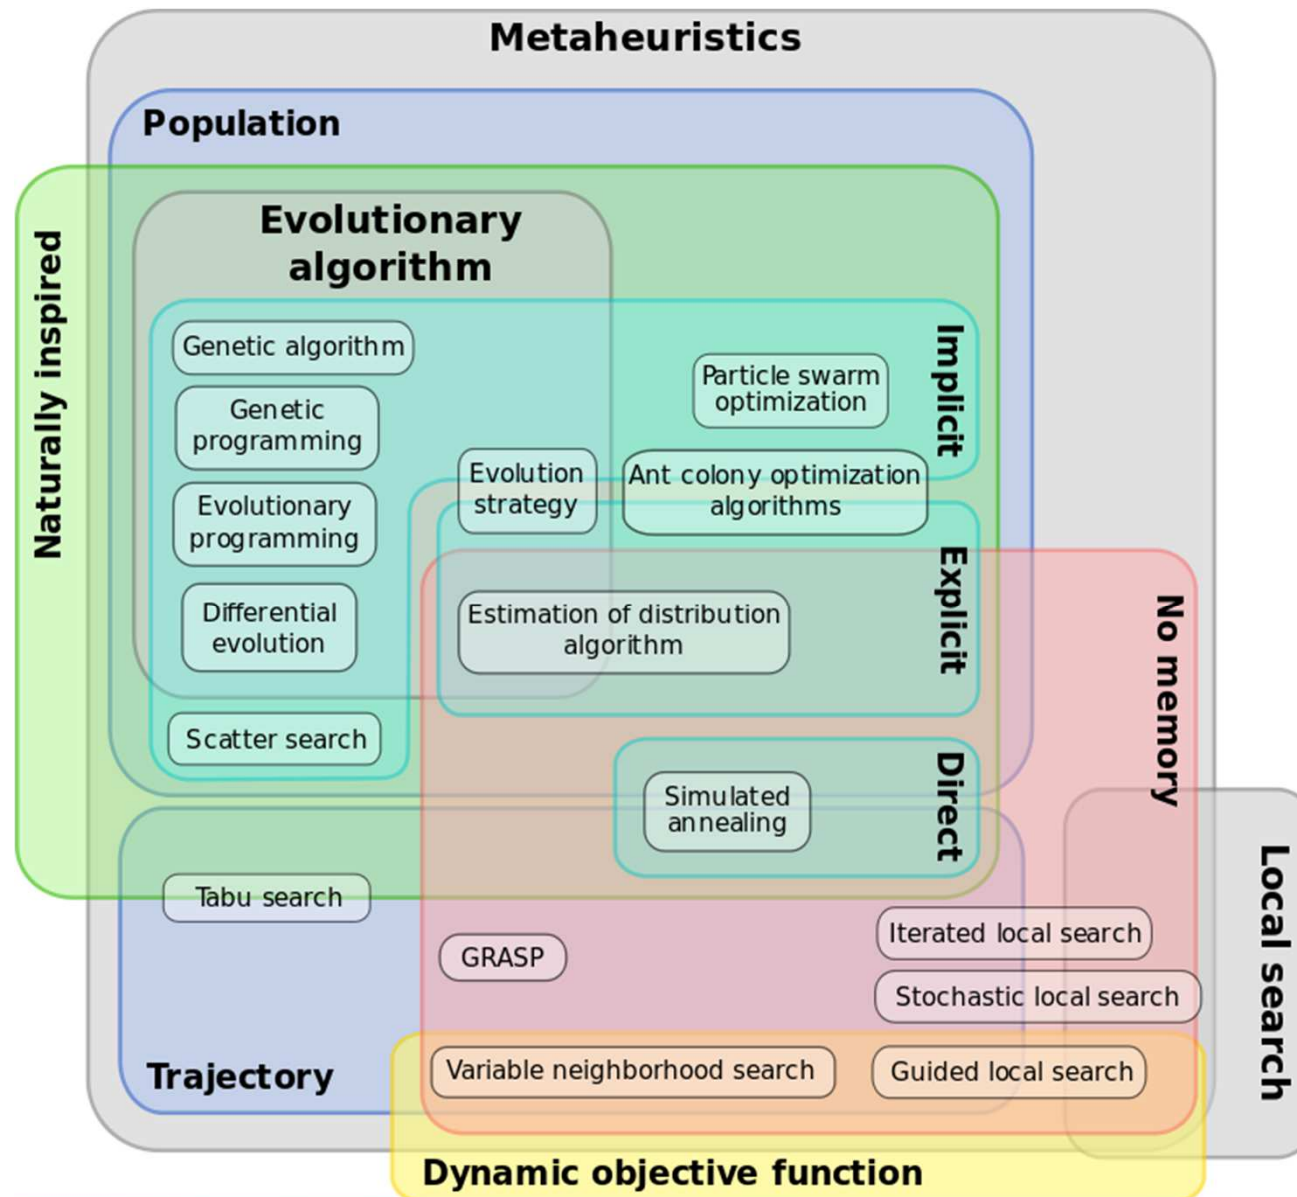 Metaheuristics
Population
Naturally inspired
Evolutionary
algorithm
Implicit
Genetic algorithm
Particle swarm
optimization
Genetic
programming
Evolution
strategy
Ant colony optimization
algorithms
Evolutionary
programming
Explicit
Differential
evolution
Estimation of distribution
algorithm
No memory
Scatter search
Direct
Simulated
annealing
Tabu search
Local search
GRASP
Iterated local search
Stochastic local search
Trajectory
Variable neighborhood search
Guided local search
Dynamic objective function